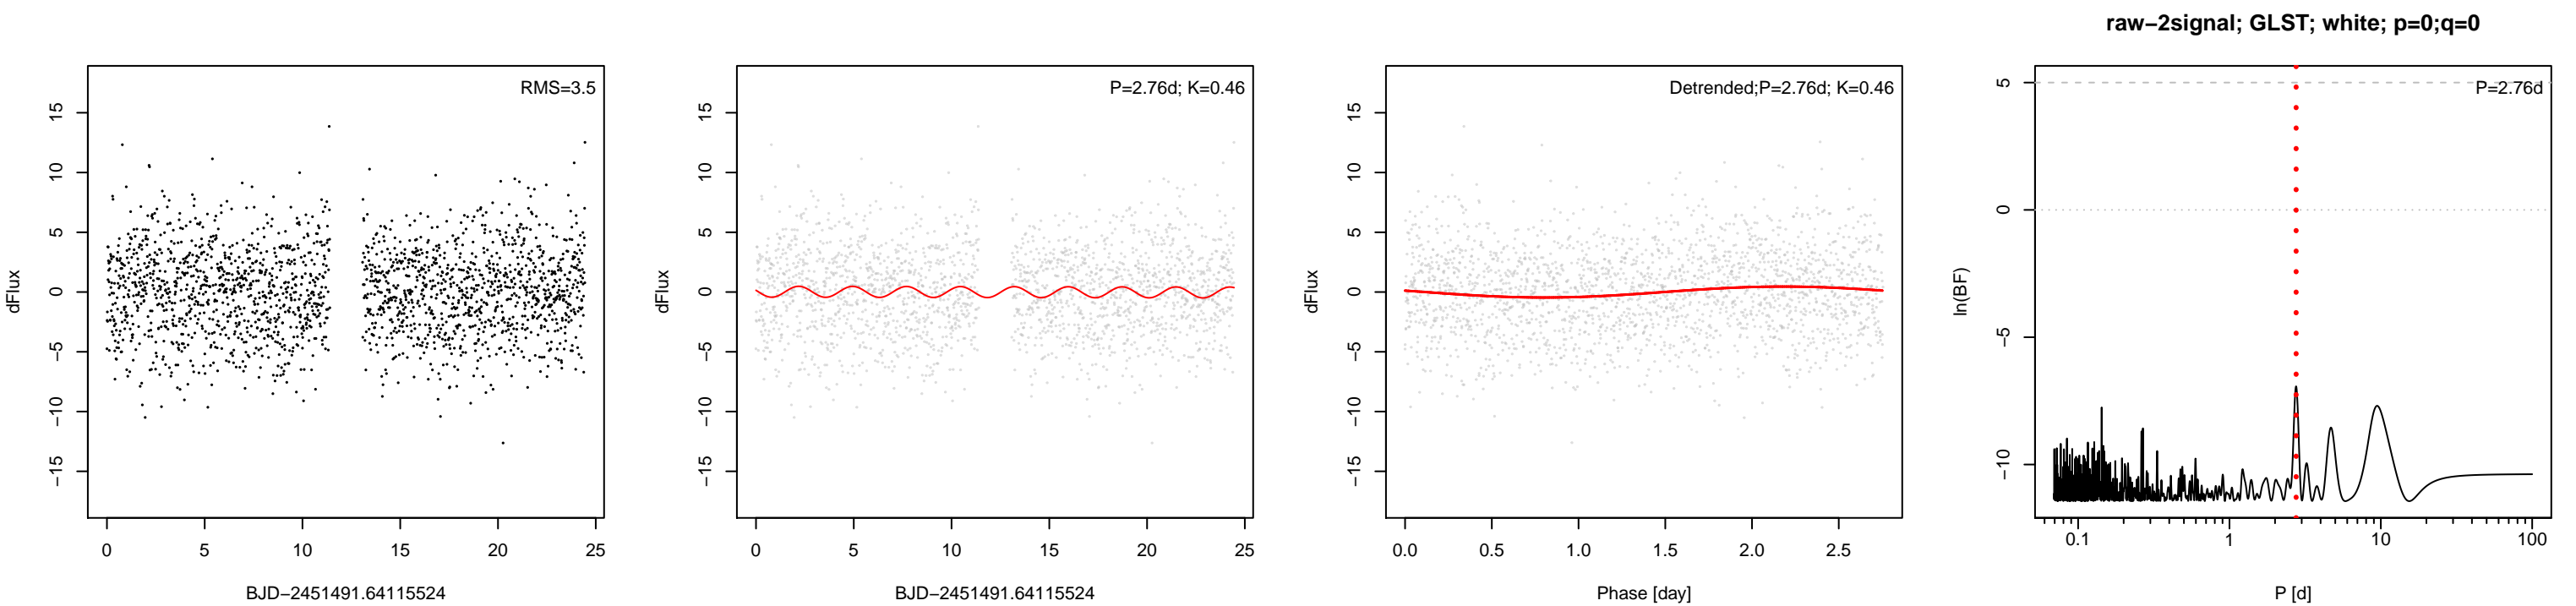 raw−2signal; GLST; white; p=0;q=0
RMS=3.5
dFlux
15
10
5
0
−5
−10
−15
0 5 10 15 20 25
BJD−2451491.64115524
P=2.76d; K=0.46
dFlux
15
10
5
0
−5
−10
−15
0 5 10 15 20 25
BJD−2451491.64115524
Detrended;P=2.76d; K=0.46
dFlux
15
10
5
0
−5
−10
−15
0.0 0.5 1.0 1.5 2.0 2.5
Phase [day]
P=2.76d
ln(BF)
5
0
−5
−10
0.1 1 10 100
P [d]